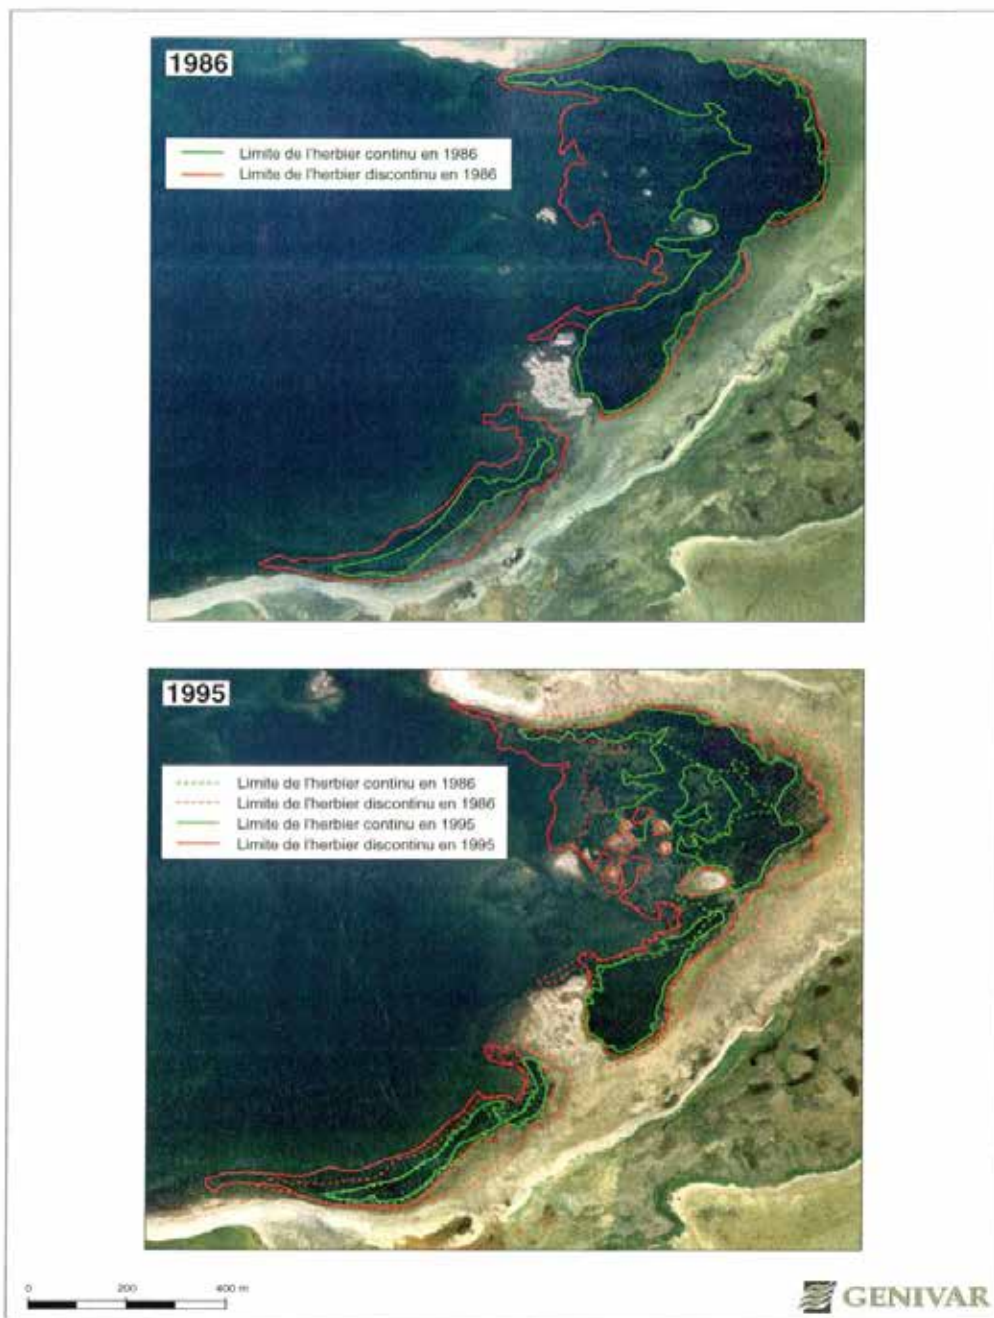 1986
Limite de l'herbier continu en 1986
Limite de l'herbier discontinu en 1986
1995
Limite de l'herbier continu en 1986
Limite de l'herbier discontinu en 1986
Limite de l'herbier continu en 1995
Limite de l'herbier discontinu en 1995
0 200 400 m
GENIVAR